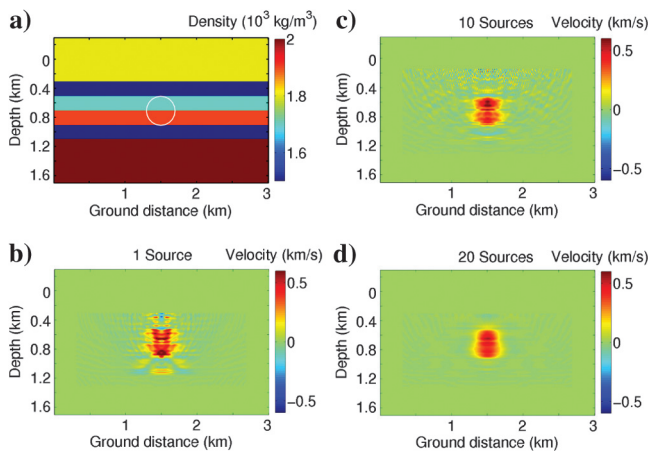 a)
Density (10³ kg/m³)
0
0.4
0.8
1.2
1.6
Depth (km)
1
2
3
Ground distance (km)
2
1.8
1.6
b)
1 Source
Velocity (km/s)
0
0.4
0.8
1.2
1.6
Depth (km)
1
2
3
Ground distance (km)
0.5
0
−0.5
c)
10 Sources
Velocity (km/s)
0
0.4
0.8
1.2
1.6
Depth (km)
1
2
3
Ground distance (km)
0.5
0
−0.5
d)
20 Sources
Velocity (km/s)
0
0.4
0.8
1.2
1.6
Depth (km)
1
2
3
Ground distance (km)
0.5
0
−0.5